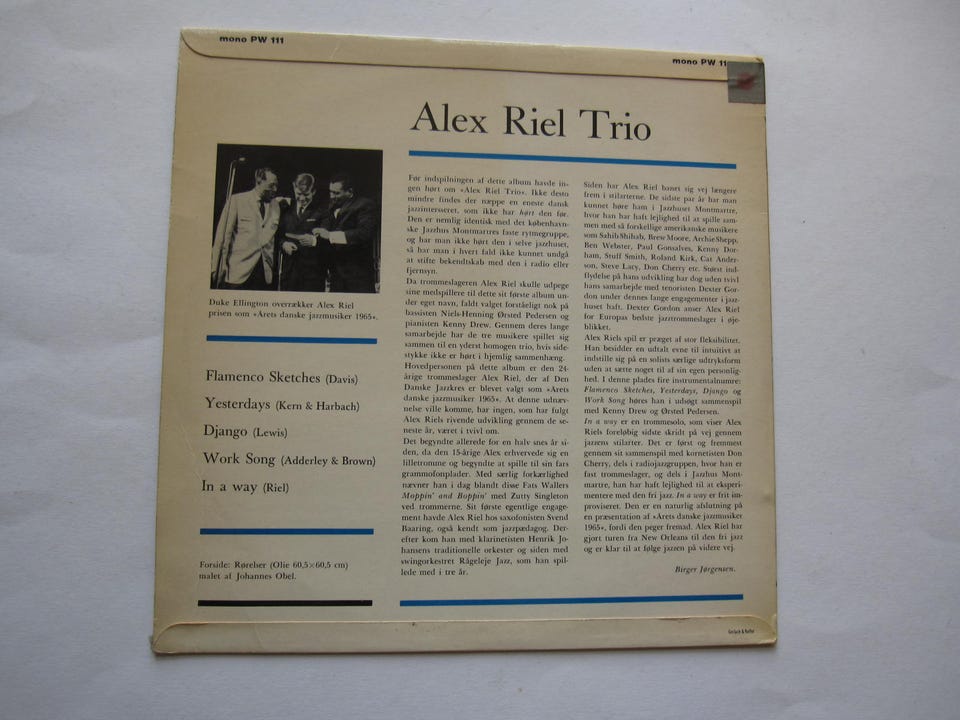 mono PW 111
mono PW 11
Alex Riel Trio
Duke Ellington overrækker Alex Riel
prisen som »Årets danske jazzmusiker 1965«.
Flamenco Sketches (Davis)
Yesterdays (Kern & Harbach)
Django (Lewis)
Work Song (Adderley & Brown)
In a way (Riel)
Forside: Rørelser (Olie 60,5×60,5 cm)
malet af Johannes Obel.
Før indspilningen af dette album havde in-
gen hørt om »Alex Riel Trio«. Ikke desto
mindre findes der næppe en eneste dansk
jazzinteresseret, som ikke har hørt den før.
Den er nemlig identisk med det københavn-
ske Jazzhus Montmartres faste rytmegruppe,
og har man ikke hørt den i selve jazzhuset,
så har man i hvert fald ikke kunnet undgå
at stifte bekendtskab med den i radio eller
fjernsyn.
Da trommeslageren Alex Riel skulle udpege
sine medspillere til dette sit første album un-
der eget navn, faldt valget forståeligt nok på
bassisten Niels-Henning Ørsted Pedersen og
pianisten Kenny Drew. Gennem deres lange
samarbejde har de tre musikere spillet sig
sammen til en yderst homogen trio, hvis side-
stykke ikke er hørt i hjemlig sammenhæng.
Hovedpersonen på dette album er den 24-
årige trommeslager Alex Riel, der af Den
Danske Jazzkres er blevet valgt som »Årets
danske jazzmusiker 1965«. At denne udnæv-
nelse ville komme, har ingen, som har fulgt
Alex Riels rivende udvikling gennem de se-
neste år, været i tvivl om.
Det begyndte allerede for en halv snes år si-
den, da den 15-årige Alex erhvervede sig en
lilletromme og begyndte at spille til sin fars
grammofonplader. Med særlig forkærlighed
nævner han i dag blandt disse Fats Wallers
Moppin' and Boppin' med Zutty Singleton
ved trommerne. Sit første egentlige engage-
ment havde Alex Riel hos saxofonisten Svend
Baaring, også kendt som jazzpædagog. Der-
efter kom han med klarinetisten Henrik Jo-
hansens traditionelle orkester og siden med
swingorkestret Rågeleje Jazz, som han spil-
lede med i tre år.
Siden har Alex Riel banet sig vej længere
frem i stilarterne. De sidste par år har man
kunnet høre ham i Jazzhuset Montmartre,
hvor han har haft lejlighed til at spille sam-
men med så forskellige amerikanske musikere
som Sahib Shihab, Brew Moore, Archie Shepp,
Ben Webster, Paul Gonsalves, Kenny Dor-
ham, Stuff Smith, Roland Kirk, Cat Ander-
son, Steve Lacy, Don Cherry etc. Størst ind-
flydelse på hans udvikling har dog uden tvivl
hans samarbejde med tenoristen Dexter Gor-
don under dennes lange engagementer i jazz-
huset haft. Dexter Gordon anser Alex Riel
for Europas bedste jazztrommeslager i øje-
blikket.
Alex Riels spil er præget af stor fleksibilitet.
Han besidder en udtalt evne til intuitivt at
indstille sig på en solists særlige udtryksform
uden at sætte noget til af sin egen personlig-
hed. I denne plades fire instrumentalnumre:
Flamenco Sketches, Yesterdays, Django og
Work Song høres han i udsøgt sammenspil
med Kenny Drew og Ørsted Pedersen.
In a way er en trommesolo, som viser Alex
Riels foreløbig sidste skridt på vej gennem
jazzens stilarter. Det er først og fremmest
gennem sit sammenspil med kornetisten Don
Cherry, dels i radiojazzgruppen, hvor han er
fast trommeslager, og dels i Jazzhus Mont-
martre, han har haft lejlighed til at eksperi-
mentere med den fri jazz. In a way er frit im-
proviseret. Den er en naturlig afslutning på
en præsentation af »Årets danske jazzmusiker
1965«, fordi den peger fremad. Alex Riel har
gjort turen fra New Orleans til den fri jazz
og er klar til at følge jazzen på videre vej.
Birger Jørgensen.